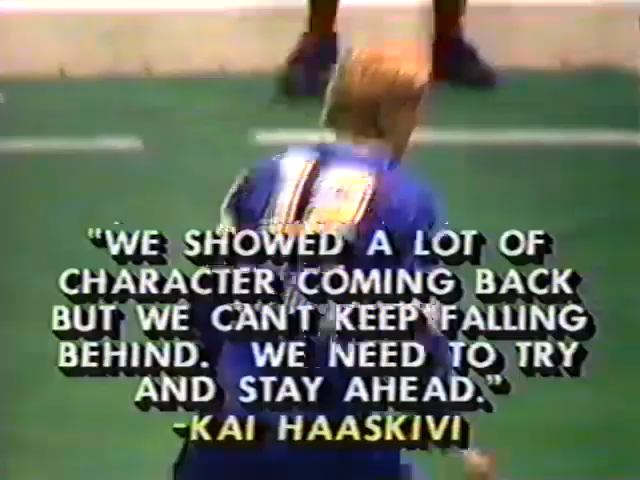 "WE SHOWED A LOT OF
CHARACTER COMING BACK
BUT WE CAN'T KEEP FALLING
BEHIND. WE NEED TO TRY
AND STAY AHEAD."
-KAI HAASKIVI